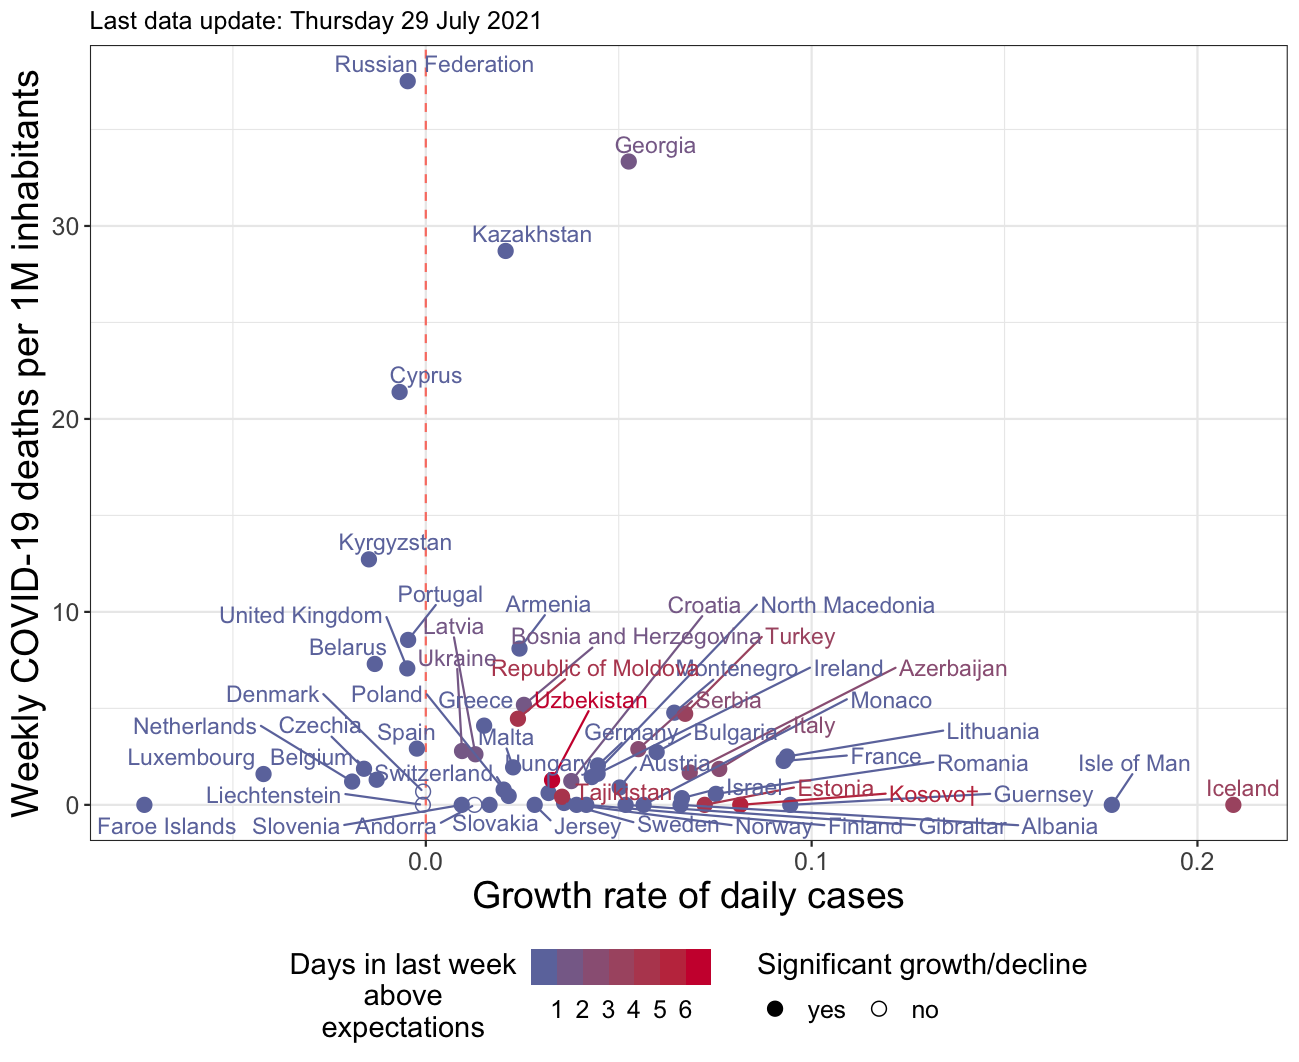 Last data update: Thursday 29 July 2021
Weekly COVID-19 deaths per 1M inhabitants
30
20
10
0
Russian Federation
Georgia
Kazakhstan
Cyprus
Kyrgyzstan
Portugal
Armenia
Croatia
North Macedonia
United Kingdom
Latvia
Bosnia and Herzegovina
Turkey
Belarus
Ukraine
Republic of Moldova
Montenegro
Ireland
Azerbaijan
Denmark
Poland
Greece
Uzbekistan
Serbia
Monaco
Netherlands
Czechia
Spain
Malta
Germany
Bulgaria
Italy
Lithuania
Luxembourg
Belgium
Switzerland
Hungary
Austria
France
Romania
Isle of Man
Liechtenstein
Tajikistan
Israel
Estonia
Kosovo†
Guernsey
Iceland
Faroe Islands
Slovenia
Andorra
Slovakia
Jersey
Sweden
Norway
Finland
Gibraltar
Albania
0.0
0.1
0.2
Growth rate of daily cases
Days in last week
above
expectations
1 2 3 4 5 6
Significant growth/decline
yes
no